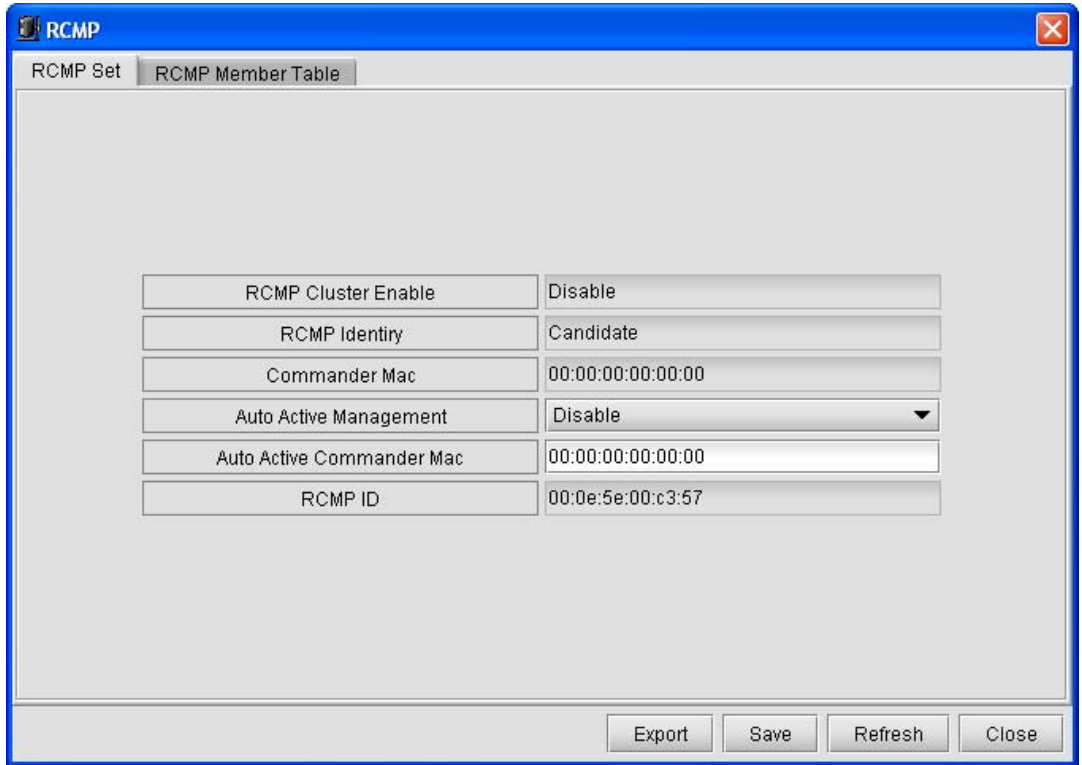 RCMP
RCMP Set RCMP Member Table
RCMP Cluster Enable Disable
RCMP Identiry Candidate
Commander Mac 00:00:00:00:00:00
Auto Active Management Disable
Auto Active Commander Mac 00:00:00:00:00:00
RCMP ID 00:0e:5e:00:c3:57
Export Save Refresh Close